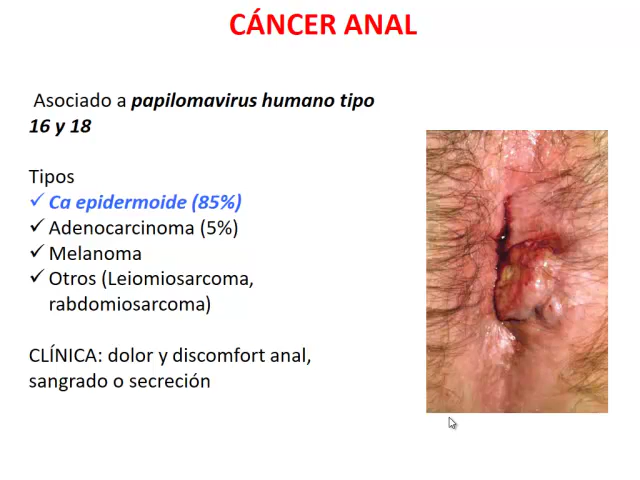 CÁNCER ANAL
Asociado a papilomavirus humano tipo
16 y 18
Tipos
✓ Ca epidermoide (85%)
✓ Adenocarcinoma (5%)
✓ Melanoma
✓ Otros (Leiomiosarcoma,
rabdomiosarcoma)
CLÍNICA: dolor y discomfort anal,
sangrado o secreción